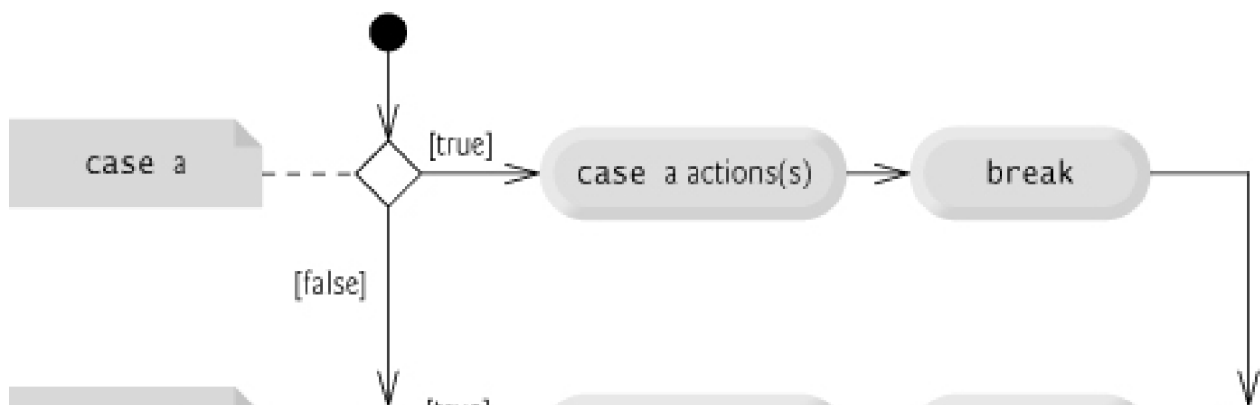 [true]
case a
case a actions(s)
break
[false]